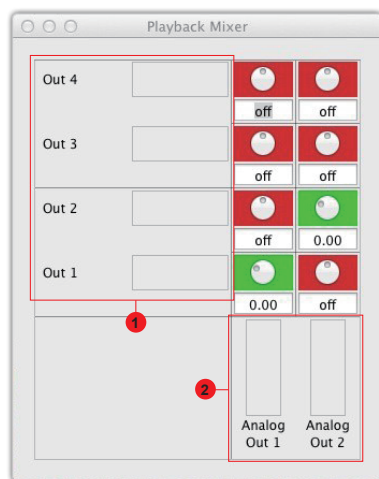 Playback Mixer
Out 4
off off
Out 3
off off
Out 2
off 0.00
Out 1
0.00 off
1
2
Analog Out 1
Analog Out 2